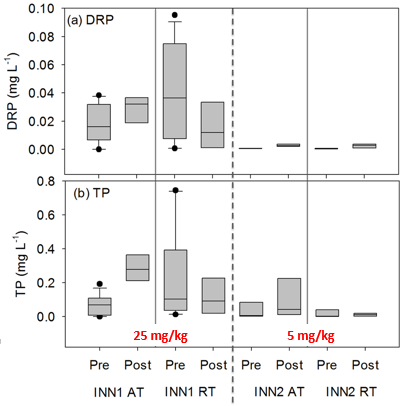 (a) DRP
DRP (mg L⁻¹)
0.10
0.08
0.06
0.04
0.02
0.00
(b) TP
TP (mg L⁻¹)
0.8
0.6
0.4
0.2
0.0
25 mg/kg 5 mg/kg
Pre Post Pre Post Pre Post Pre Post
INN1 AT INN1 RT INN2 AT INN2 RT